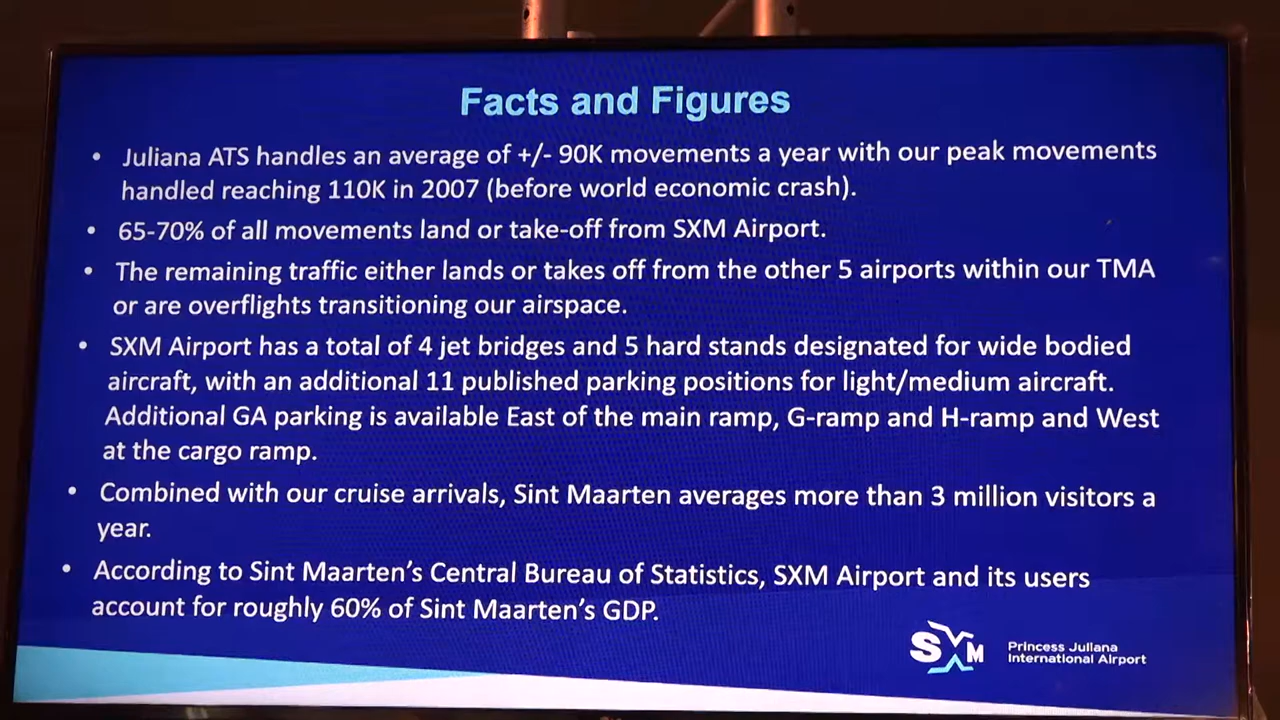 Facts and Figures
• Juliana ATS handles an average of +/- 90K movements a year with our peak movements
handled reaching 110K in 2007 (before world economic crash).
• 65-70% of all movements land or take-off from SXM Airport.
• The remaining traffic either lands or takes off from the other 5 airports within our TMA
or are overflights transitioning our airspace.
• SXM Airport has a total of 4 jet bridges and 5 hard stands designated for wide bodied
aircraft, with an additional 11 published parking positions for light/medium aircraft.
Additional GA parking is available East of the main ramp, G-ramp and H-ramp and West
at the cargo ramp.
• Combined with our cruise arrivals, Sint Maarten averages more than 3 million visitors a
year.
• According to Sint Maarten’s Central Bureau of Statistics, SXM Airport and its users
account for roughly 60% of Sint Maarten’s GDP.
SXM
Princess Juliana
International Airport